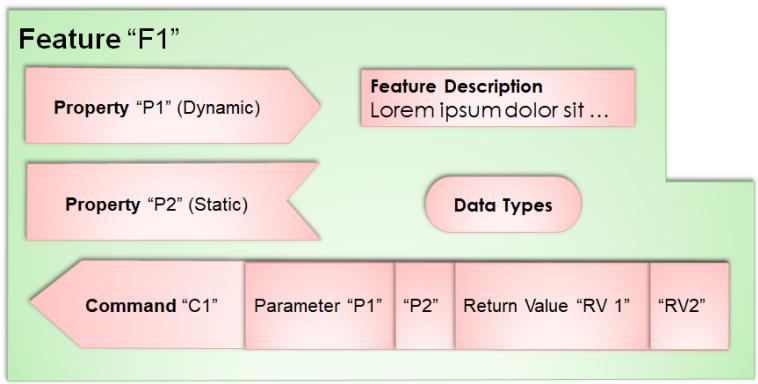 Feature “F1”
Property “P1” (Dynamic)
Feature Description
Lorem ipsum dolor sit ...
Property “P2” (Static)
Data Types
Command “C1” Parameter “P1” “P2” Return Value “RV 1” “RV2”